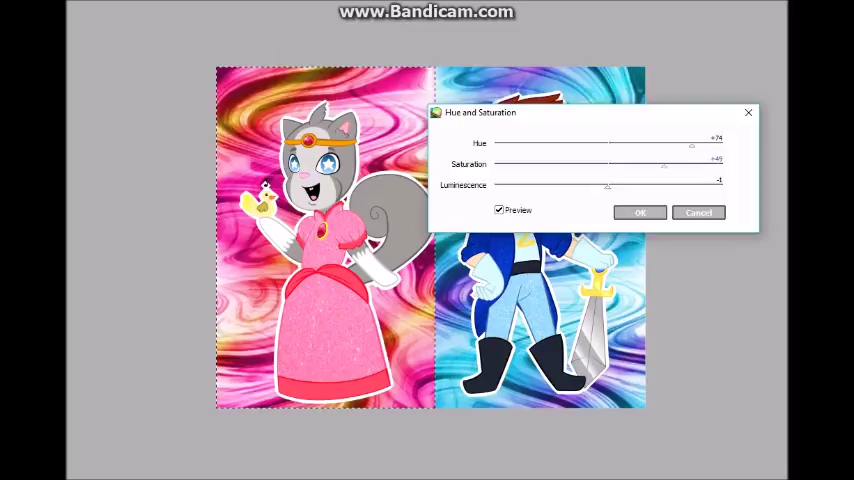 www.Bandicam.com
Hue and Saturation
Hue +74
Saturation +49
Luminescence -1
Preview OK Cancel